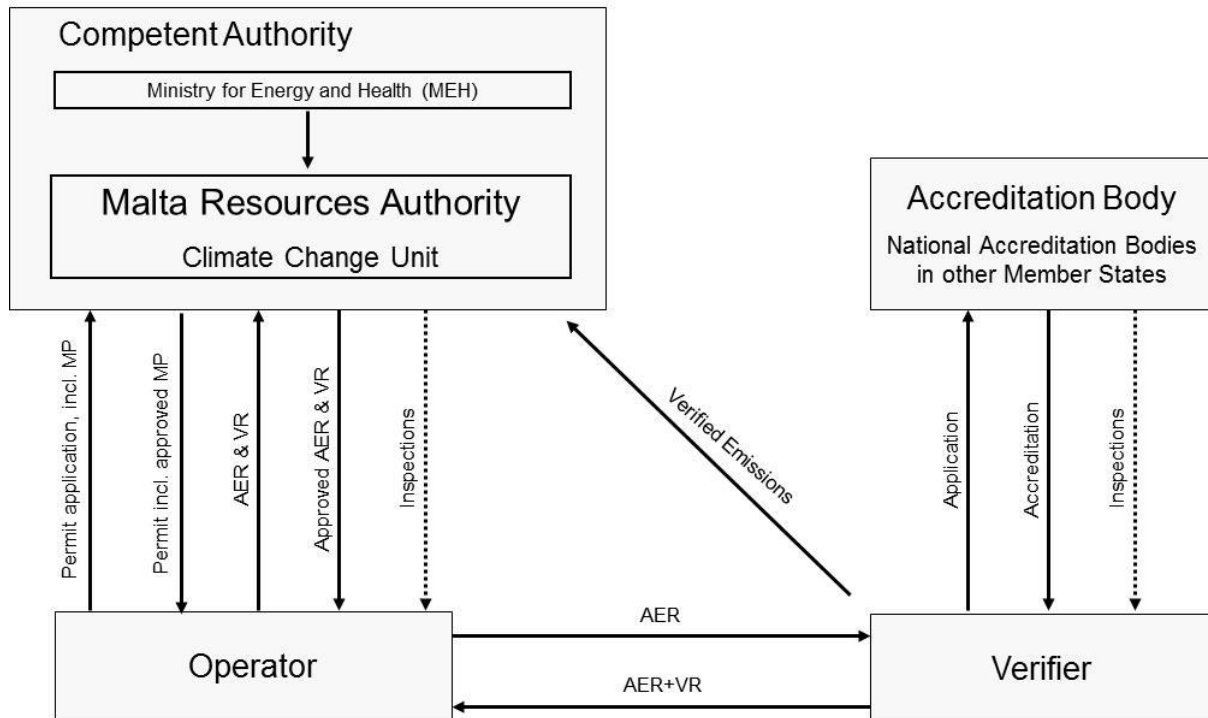 Competent Authority
Ministry for Energy and Health (MEH)
Malta Resources Authority
Climate Change Unit
Accreditation Body
National Accreditation Bodies
in other Member States
Permit application, incl. MP
Permit incl. approved MP
AER & VR
Approved AER & VR
Inspections
Verified Emissions
Application
Accreditation
Inspections
Operator
AER
AER+VR
Verifier